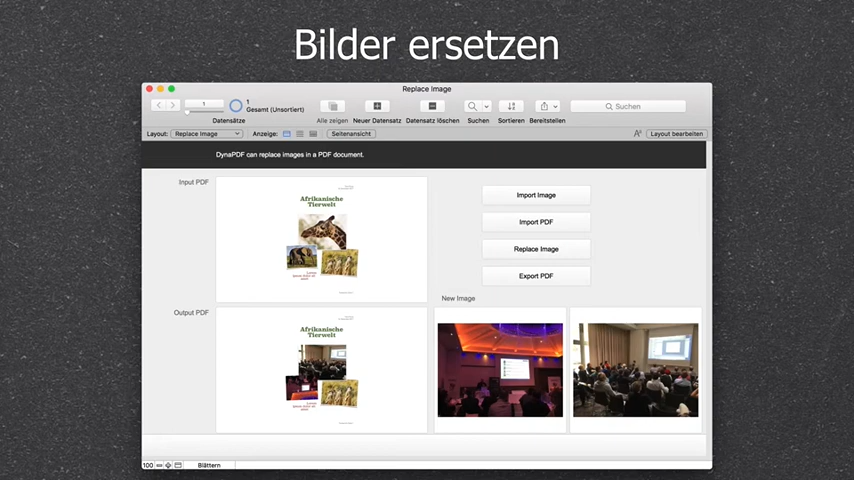 Bilder ersetzen
Replace Image
1
1
Gesamt (Unsortiert)
Suchen
Datensätze
Alle zeigen
Neuer Datensatz
Datensatz löschen
Suchen
Sortieren
Bereitstellen
Layout:
Replace Image
Anzeige:
Seitenansicht
Layout bearbeiten
DynaPDF can replace images in a PDF document.
Input PDF
Afrikanische
Tierwelt
Import Image
Import PDF
Replace Image
Export PDF
New Image
Output PDF
Afrikanische
Tierwelt
100
Blättern